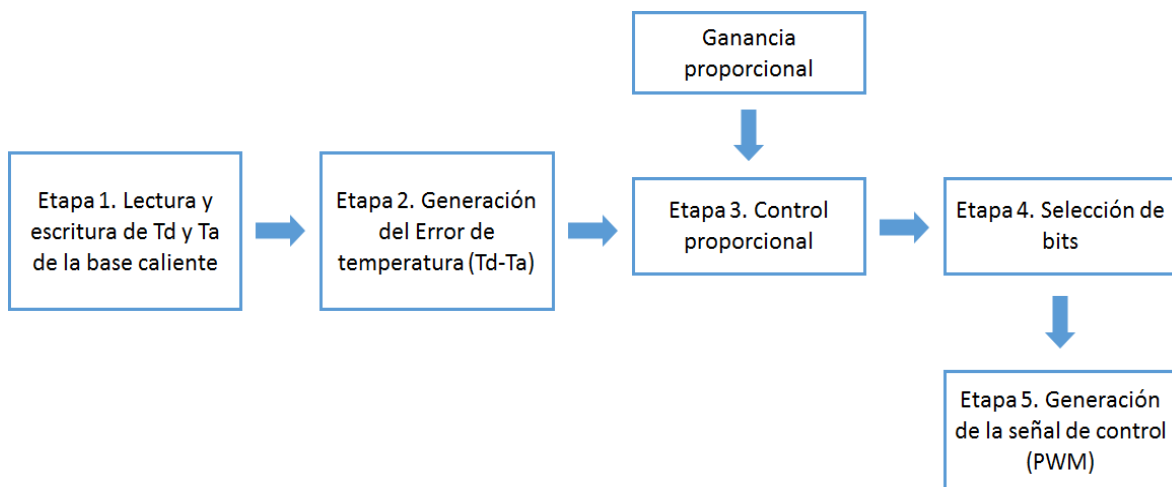 Ganancia
proporcional
Etapa 1. Lectura y
escritura de Td y Ta
de la base caliente
Etapa 2. Generación
del Error de
temperatura (Td-Ta)
Etapa 3. Control
proporcional
Etapa 4. Selección de
bits
Etapa 5. Generación
de la señal de control
(PWM)